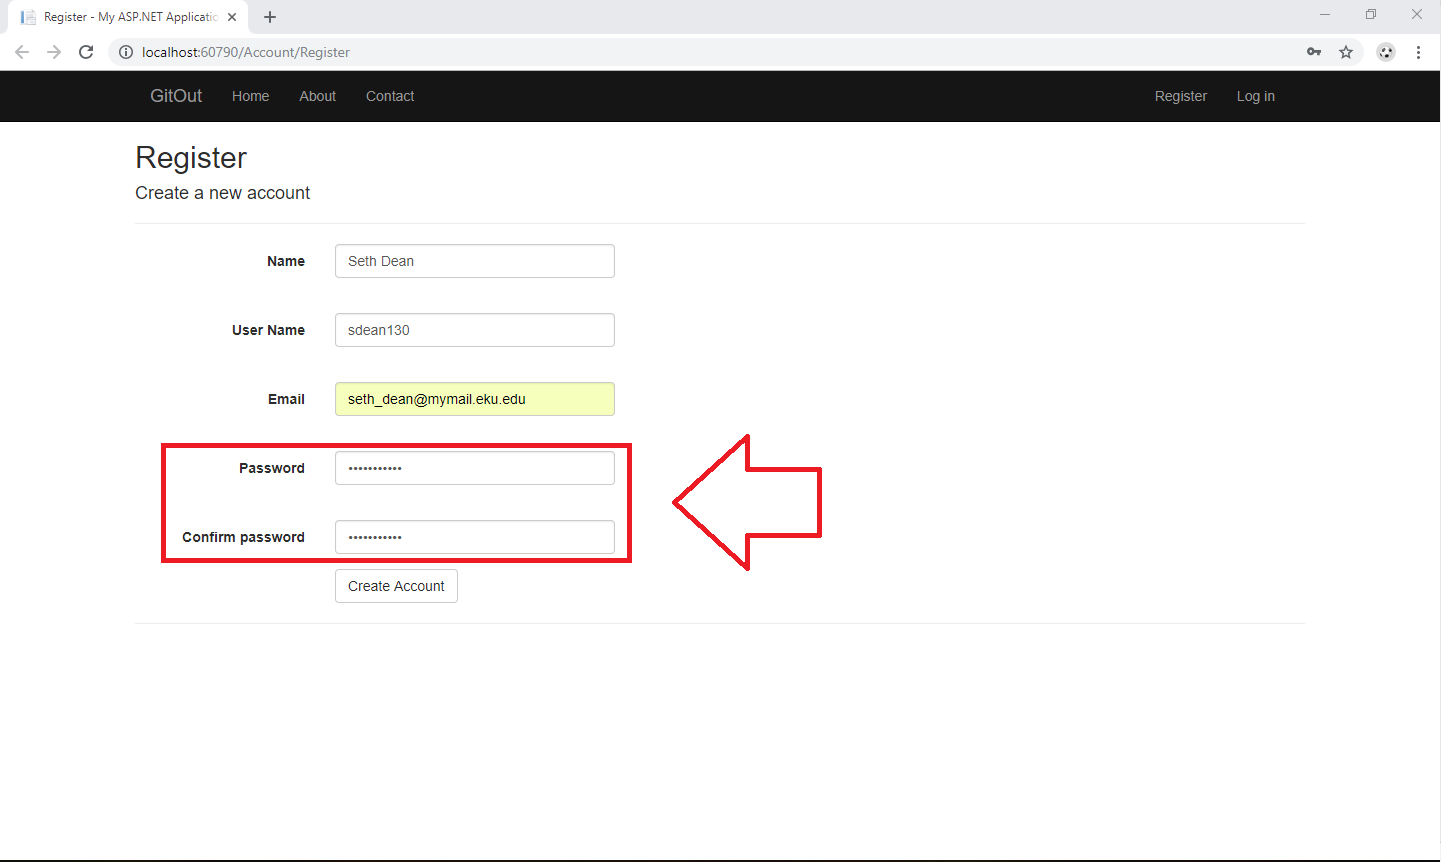 Register - My ASP.NET Applicatio
localhost:60790/Account/Register
GitOut Home About Contact Register Log in
Register
Create a new account
Name Seth Dean
User Name sdean130
Email seth_dean@mymail.eku.edu
Password •••••••••••
Confirm password •••••••••••
Create Account